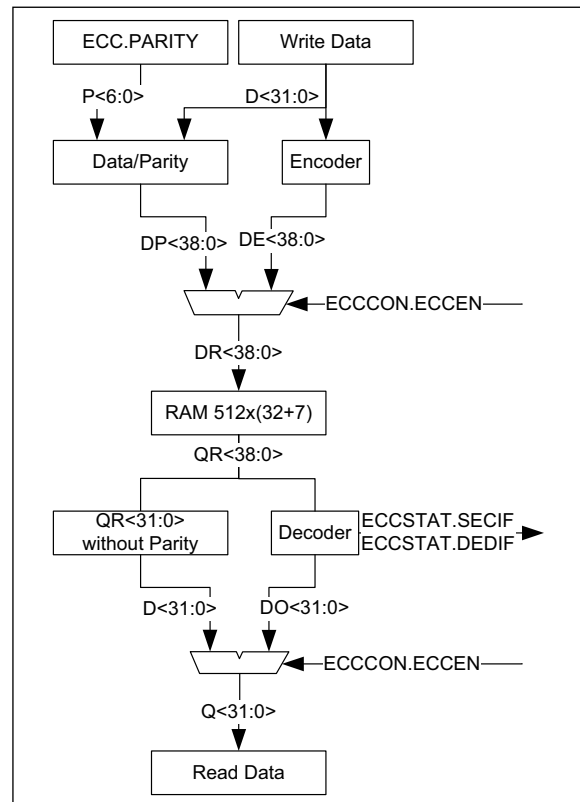 ECC.PARITY
Write Data
P<6:0>
D<31:0>
Data/Parity
Encoder
DP<38:0>
DE<38:0>
ECCCON.ECCEN
DR<38:0>
RAM 512x(32+7)
QR<38:0>
QR<31:0>
without Parity
Decoder
ECCSTAT.SECIF
ECCSTAT.DEDIF
D<31:0>
DO<31:0>
ECCCON.ECCEN
Q<31:0>
Read Data